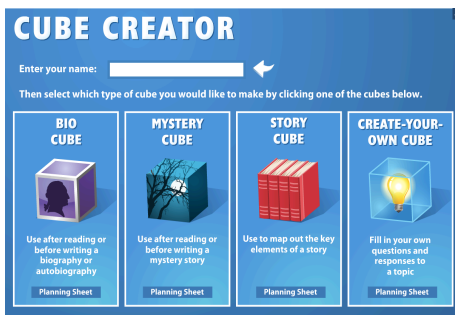 CUBE CREATOR
Enter your name:
Then select which type of cube you would like to make by clicking one of the cubes below.
BIO
CUBE
Use after reading or
before writing a
biography or
autobiography
Planning Sheet
MYSTERY
CUBE
Use after reading or
before writing a
mystery story
Planning Sheet
STORY
CUBE
Use to map out the key
elements of a story
Planning Sheet
CREATE-YOUR-
OWN CUBE
Fill in your own
questions and
responses to
a topic
Planning Sheet